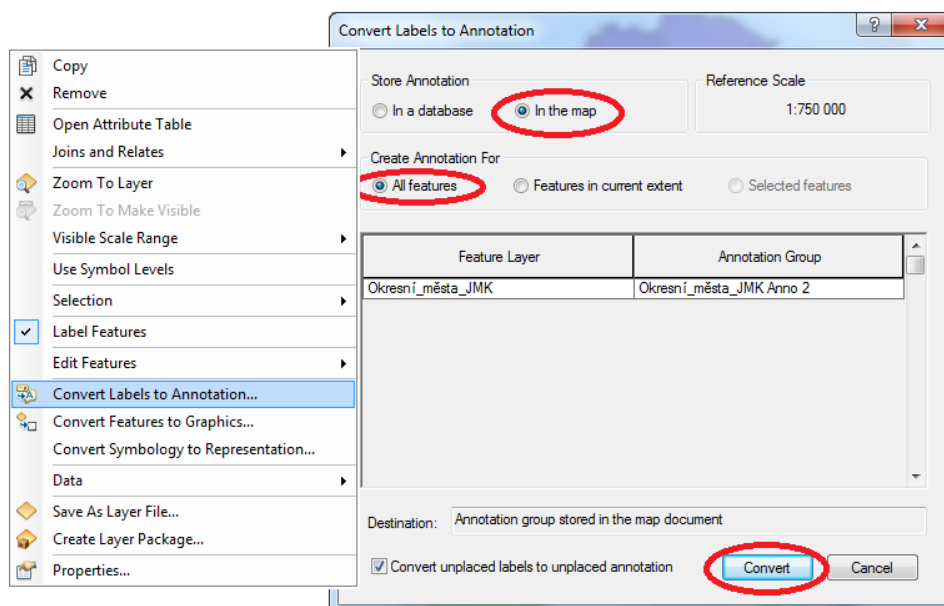 Copy
Remove
Open Attribute Table
Joins and Relates
Zoom To Layer
Zoom To Make Visible
Visible Scale Range
Use Symbol Levels
Selection
Label Features
Edit Features
Convert Labels to Annotation...
Convert Features to Graphics...
Convert Symbology to Representation...
Data
Save As Layer File...
Create Layer Package...
Properties...
Convert Labels to Annotation
Store Annotation
In a database In the map
Reference Scale
1:750 000
Create Annotation For
All features Features in current extent Selected features
Feature Layer Annotation Group
Okresní_města_JMK Okresní_města_JMK Anno 2
Destination: Annotation group stored in the map document
Convert unplaced labels to unplaced annotation Convert Cancel